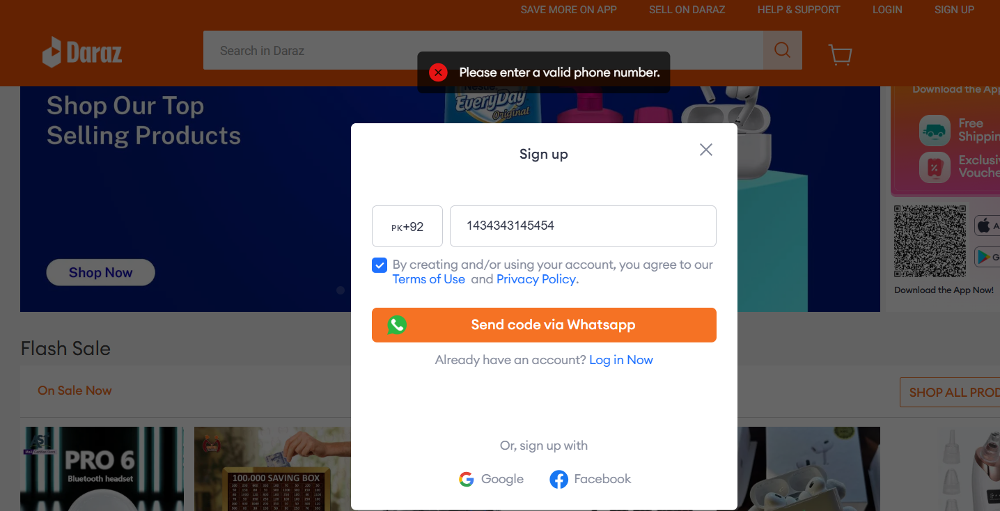 SAVE MORE ON APP
SELL ON DARAZ
HELP & SUPPORT
LOGIN
SIGN UP
Daraz
Search in Daraz
Please enter a valid phone number.
Shop Our Top
Selling Products
Shop Now
EveryDay
Original
Download the App
Free
Shippin
Exclusiv
Vouche
Download the App Now!
Sign up
PK+92
1434343145454
By creating and/or using your account, you agree to our
Terms of Use and Privacy Policy.
Send code via Whatsapp
Already have an account? Log in Now
Or, sign up with
Google
Facebook
Flash Sale
On Sale Now
SHOP ALL PROD
PRO 6
Bluetooth headset
100,000 SAVING BOX